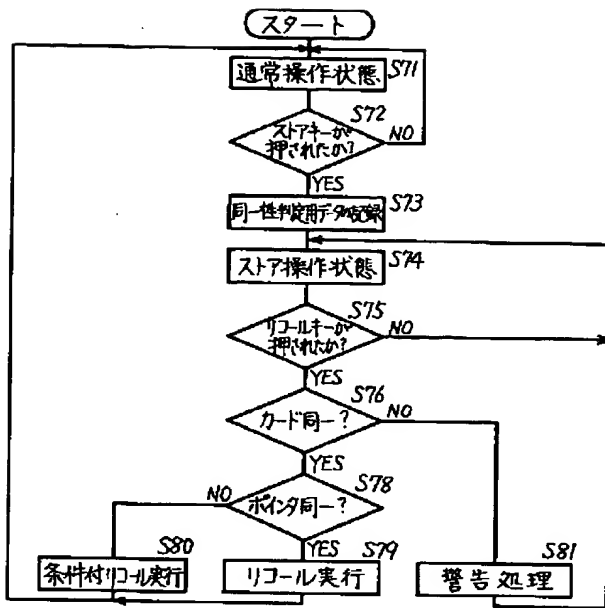 スタート
通常操作状態 S71
S72
ストアキーが
押されたか? NO
YES
同一性判定用データの記録 S73
ストア操作状態 S74
S75
リコールキーが
押されたか? NO
YES
S76
カード同一? NO
YES
S78
NO ポインタ同一?
YES
S80 S79 S81
条件付リコール実行 リコール実行 警告処理